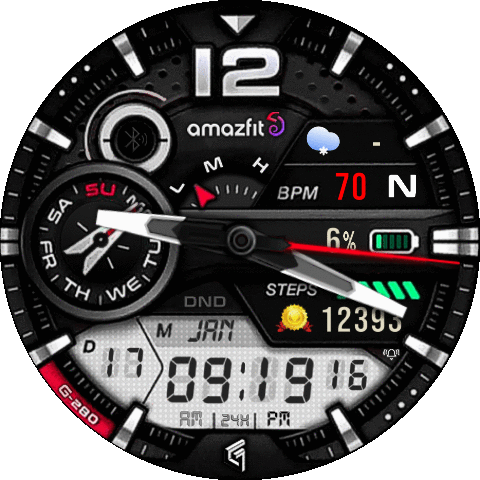 12
amazfit
-
L M H
BPM 70 N
SA SU M TU WE TH FR
6%
DND
STEPS
12393
M JAN
D 17
09:19 16
AM 24H PM
G-280